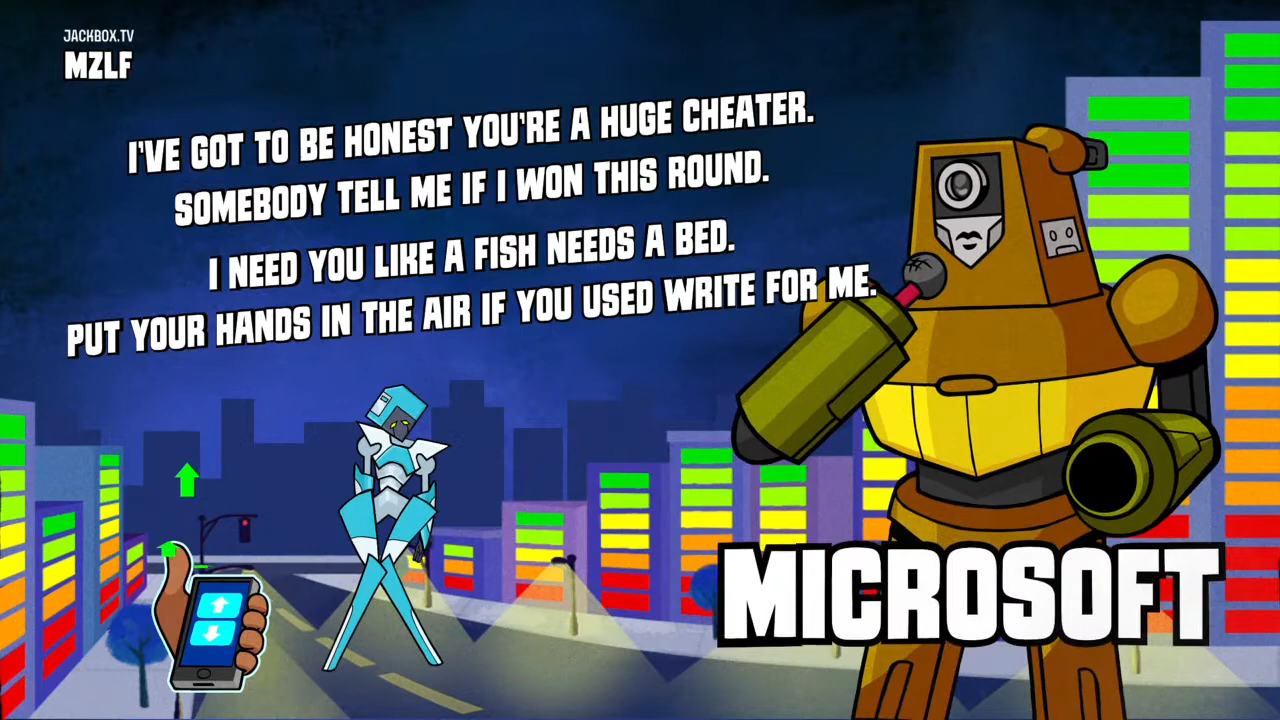 JACKBOX.TV
MZLF
I'VE GOT TO BE HONEST YOU'RE A HUGE CHEATER.
SOMEBODY TELL ME IF I WON THIS ROUND.
I NEED YOU LIKE A FISH NEEDS A BED.
PUT YOUR HANDS IN THE AIR IF YOU USED WRITE FOR ME.
MICROSOFT